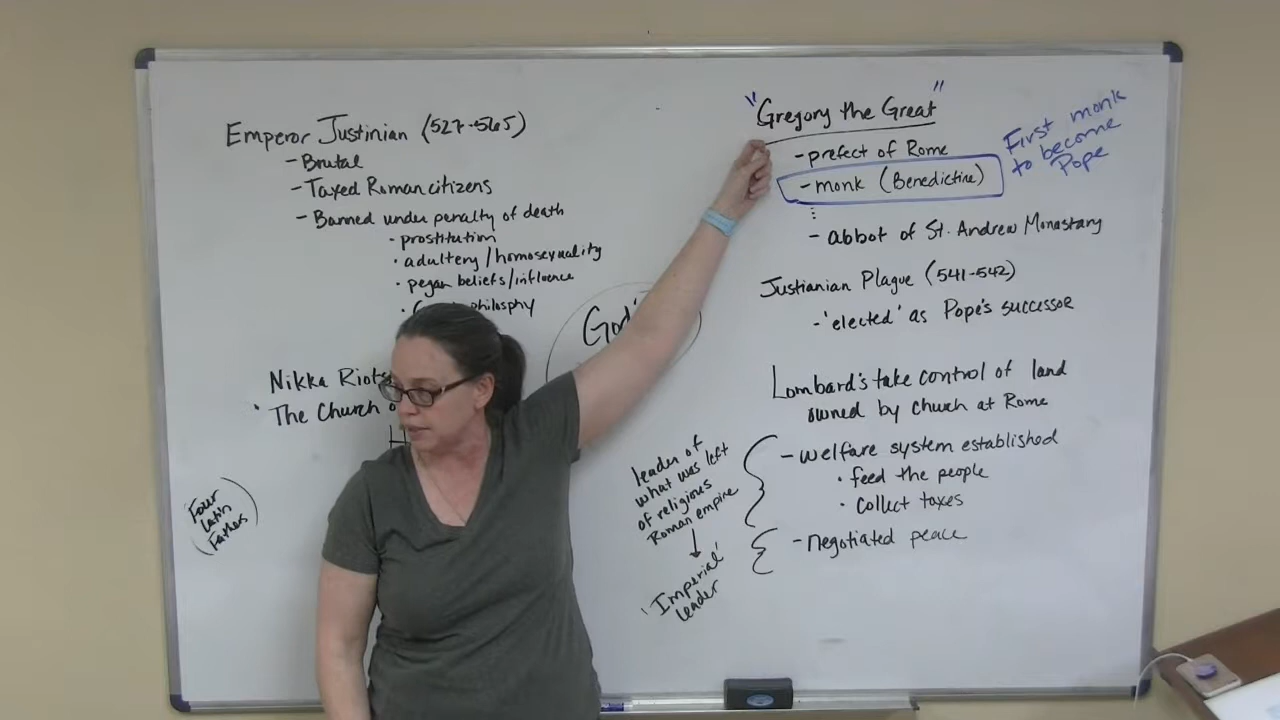 Emperor Justinian (527-565)
- Brutal
- Taxed Roman citizens
- Banned under penalty of death
• prostitution
• adultery/homosexuality
• pegan beliefs/influence
• philosphy
Nikka Riots
• The Church o
H
Four
Latin
Fathers
God
"Gregory the Great"
- prefect of Rome
- monk (Benedictine)
First monk
to become
Pope
- abbot of St. Andrew Monastary
Justianian Plague (541-542)
- 'elected' as Pope's successor
Lombard's take control of land
owned by church at Rome
- welfare system established
• feed the people
• collect taxes
- negotiated peace
leader of
what was left
of religious
Roman empire
'Imperial'
leader